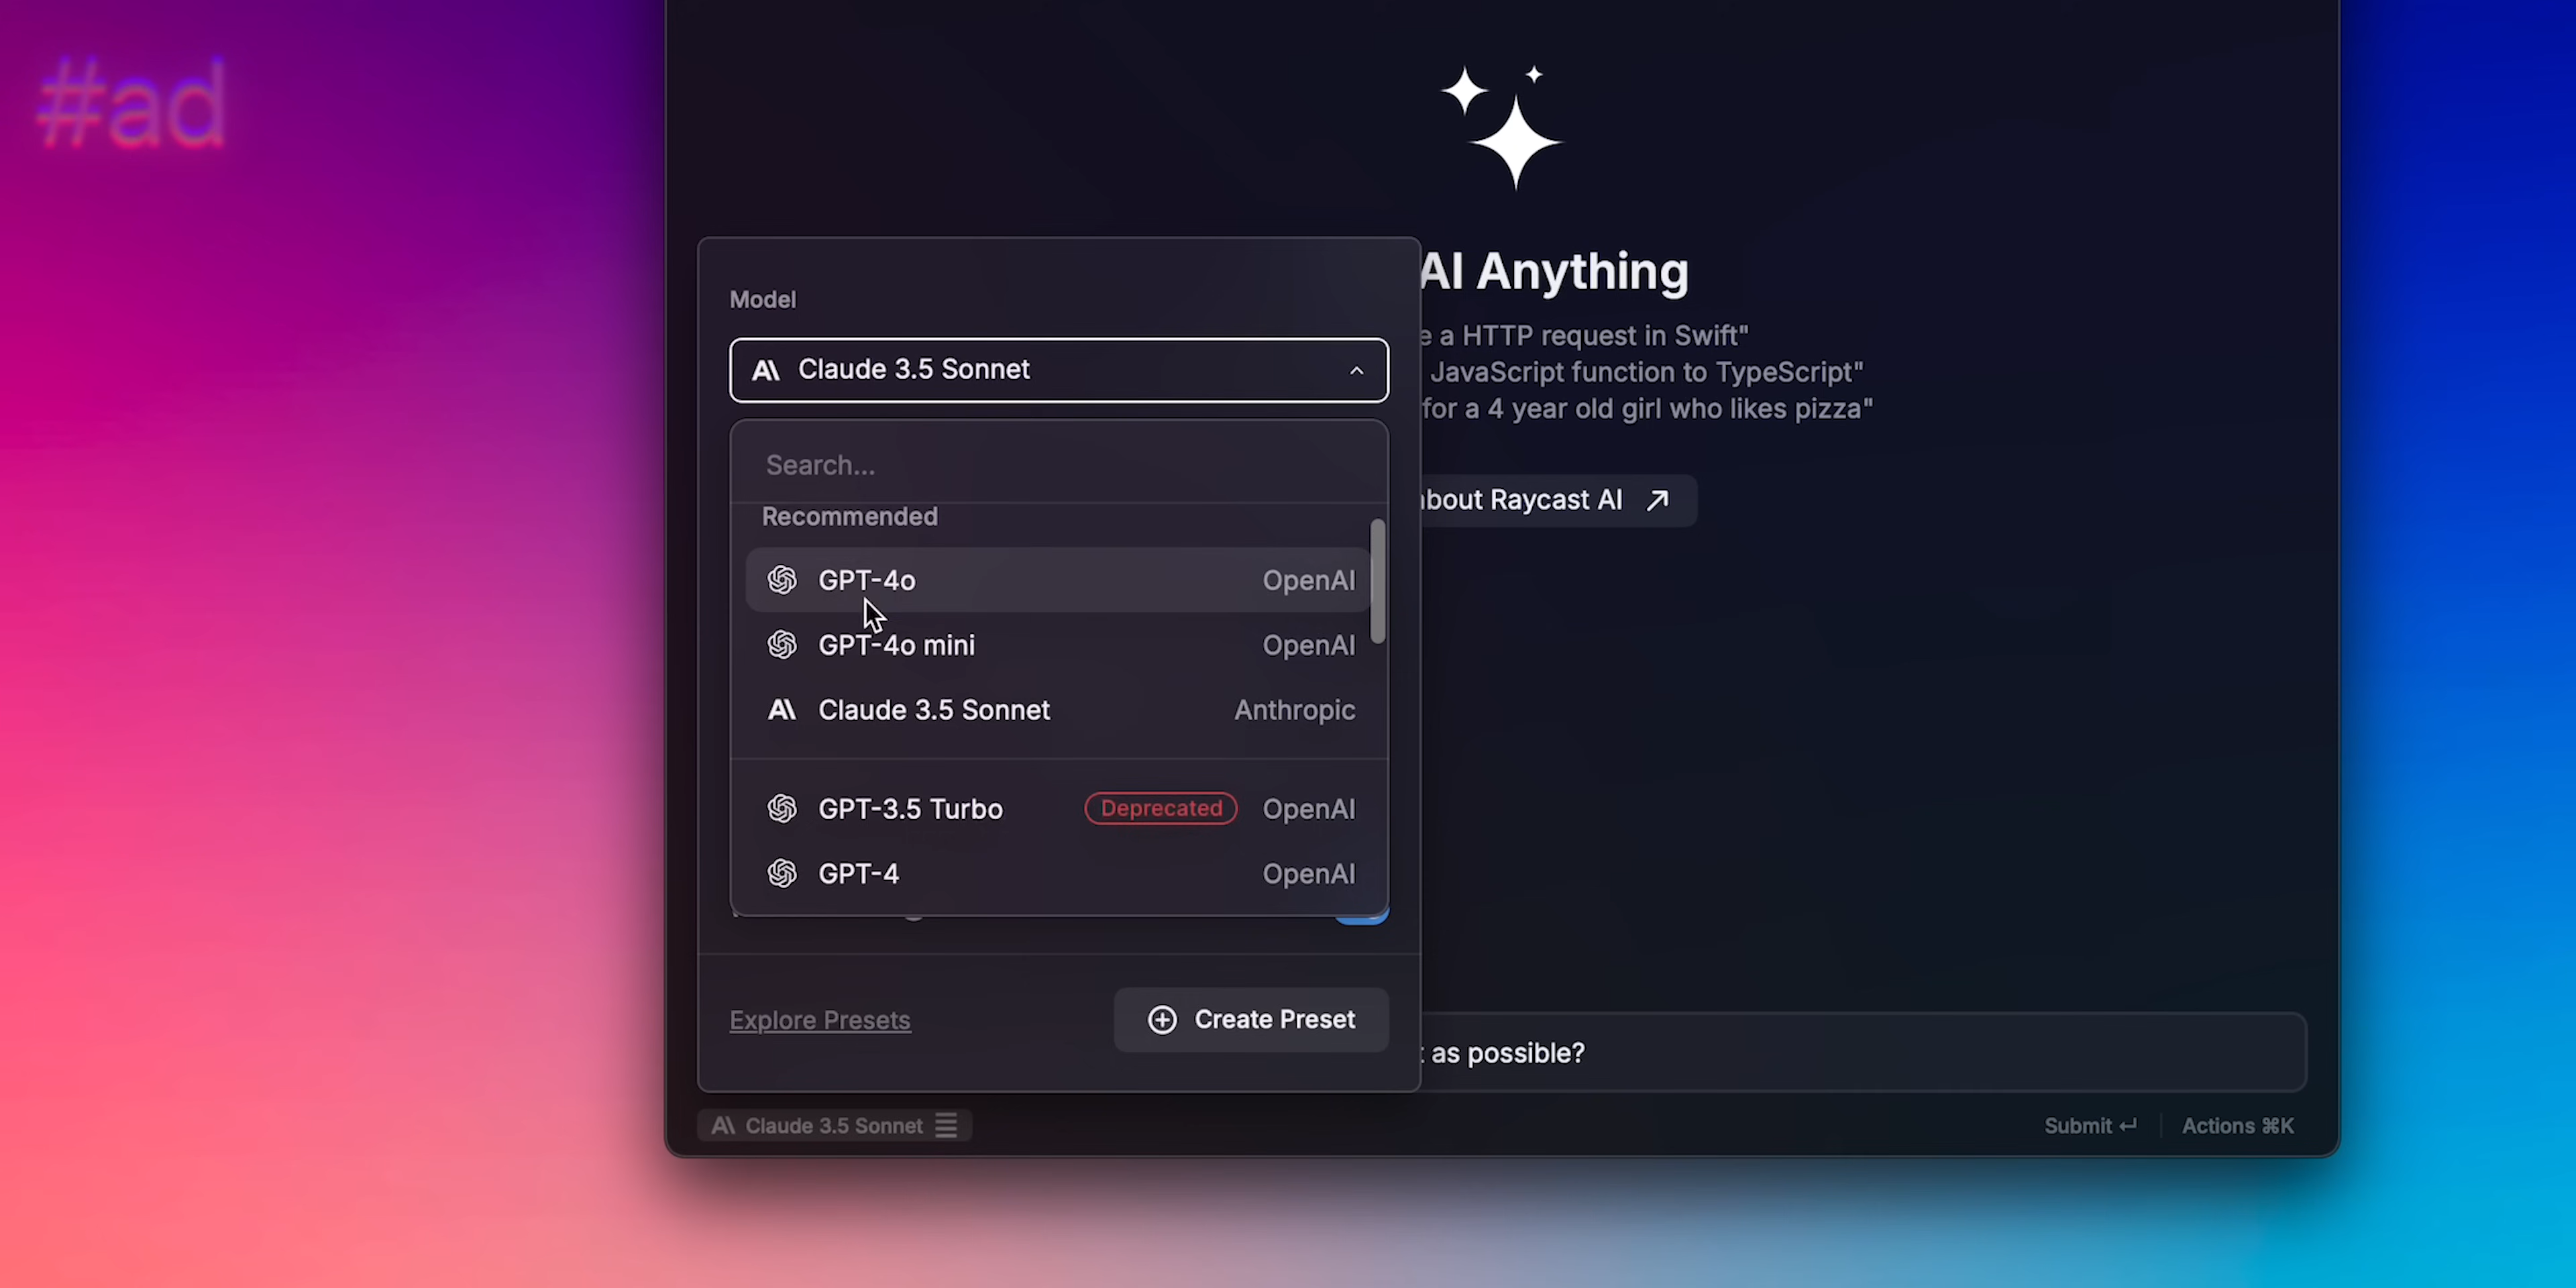 #ad
AI Anything
a HTTP request in Swift"
JavaScript function to TypeScript"
for a 4 year old girl who likes pizza"
about Raycast AI
Model
Claude 3.5 Sonnet
Search...
Recommended
GPT-4o OpenAI
GPT-4o mini OpenAI
Claude 3.5 Sonnet Anthropic
GPT-3.5 Turbo Deprecated OpenAI
GPT-4 OpenAI
Explore Presets
Create Preset
as possible?
Claude 3.5 Sonnet
Submit ↵ Actions ⌘K